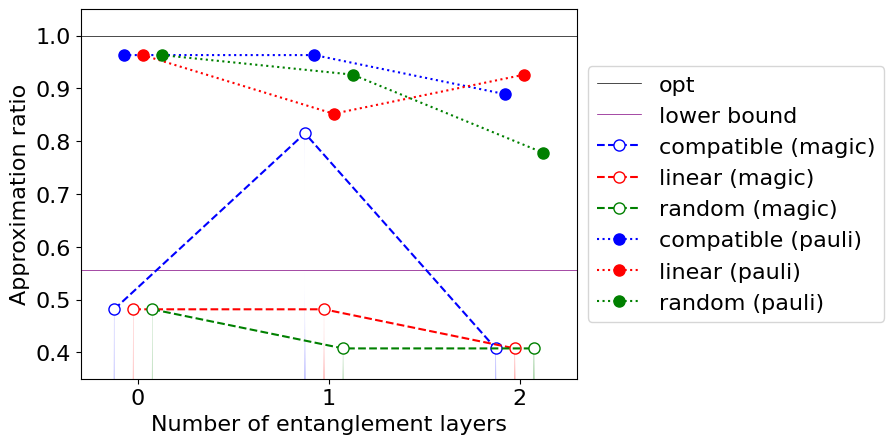 1.0
0.9
0.8
0.7
0.6
0.5
0.4
Approximation ratio
0
1
2
Number of entanglement layers
opt
lower bound
compatible (magic)
linear (magic)
random (magic)
compatible (pauli)
linear (pauli)
random (pauli)